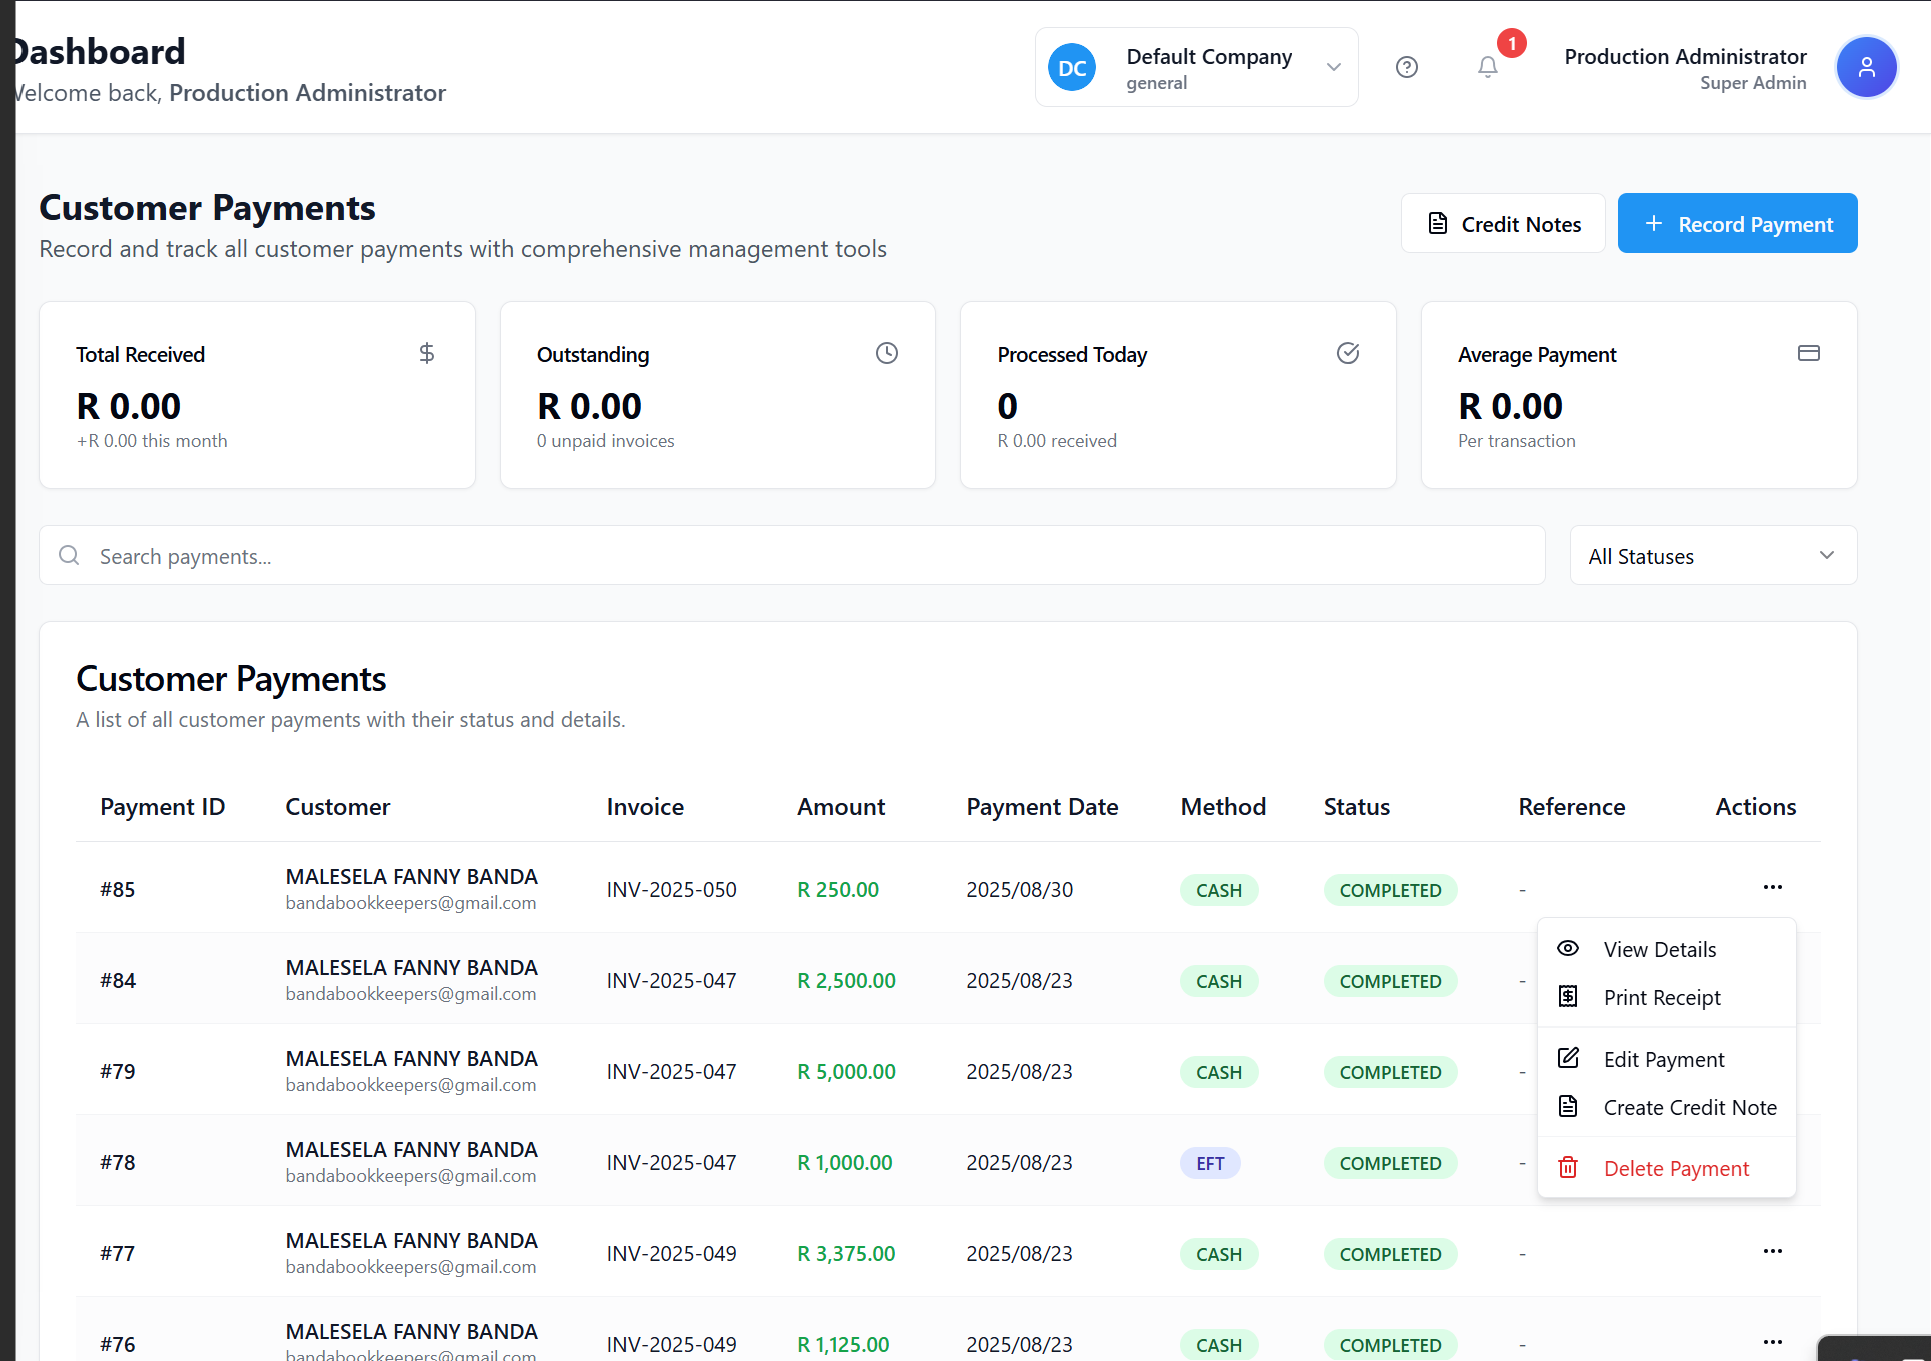 Dashboard
Welcome back, Production Administrator
DC
Default Company
general
1
Production Administrator
Super Admin
Customer Payments
Record and track all customer payments with comprehensive management tools
Credit Notes
Record Payment
Total Received
R 0.00
+R 0.00 this month
Outstanding
R 0.00
0 unpaid invoices
Processed Today
0
R 0.00 received
Average Payment
R 0.00
Per transaction
Search payments...
All Statuses
Customer Payments
A list of all customer payments with their status and details.
Payment ID Customer Invoice Amount Payment Date Method Status Reference Actions
#85 MALESELA FANNY BANDA INV-2025-050 R 250.00 2025/08/30 CASH COMPLETED -
bandabookkeepers@gmail.com
#84 MALESELA FANNY BANDA INV-2025-047 R 2,500.00 2025/08/23 CASH COMPLETED -
bandabookkeepers@gmail.com
#79 MALESELA FANNY BANDA INV-2025-047 R 5,000.00 2025/08/23 CASH COMPLETED -
bandabookkeepers@gmail.com
#78 MALESELA FANNY BANDA INV-2025-047 R 1,000.00 2025/08/23 EFT COMPLETED -
bandabookkeepers@gmail.com
#77 MALESELA FANNY BANDA INV-2025-049 R 3,375.00 2025/08/23 CASH COMPLETED -
bandabookkeepers@gmail.com
#76 MALESELA FANNY BANDA INV-2025-049 R 1,125.00 2025/08/23 CASH COMPLETED -
bandabookkeepers@gmail.com
View Details
Print Receipt
Edit Payment
Create Credit Note
Delete Payment